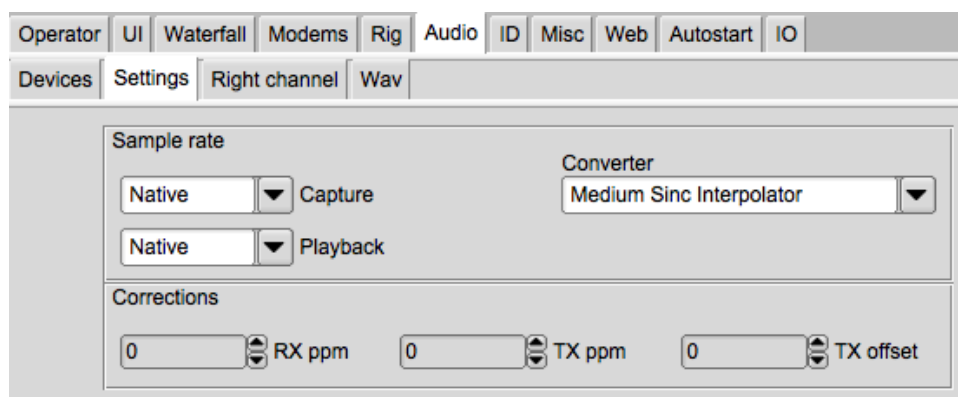 Operator UI Waterfall Modems Rig Audio ID Misc Web Autostart IO
Devices Settings Right channel Wav
Sample rate
Converter
Native Capture Medium Sinc Interpolator
Native Playback
Corrections
0 RX ppm 0 TX ppm 0 TX offset